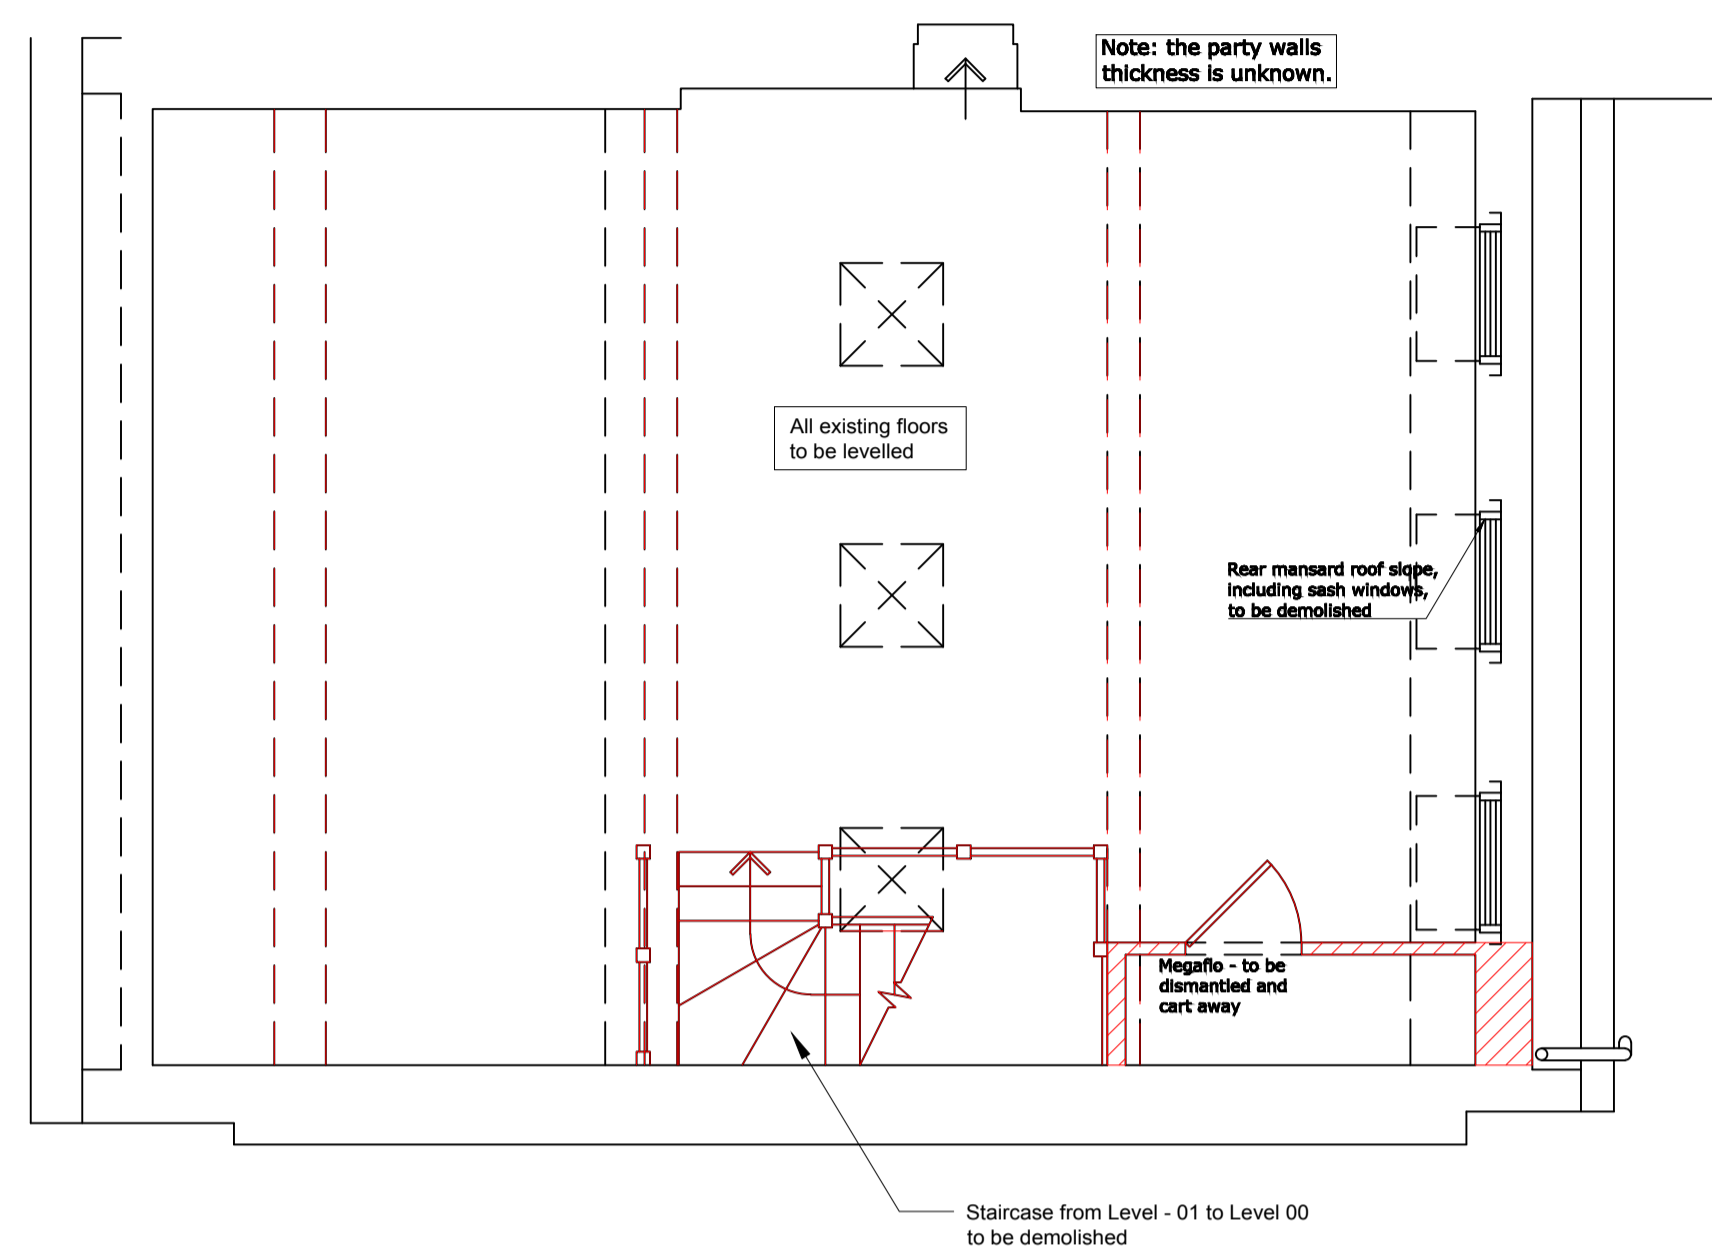 Note: the party walls
thickness is unknown.
All existing floors
to be levelled
Rear mansard roof slope,
including sash windows,
to be demolished
Megaflo - to be
dismantled and
cart away
Staircase from Level - 01 to Level 00
to be demolished